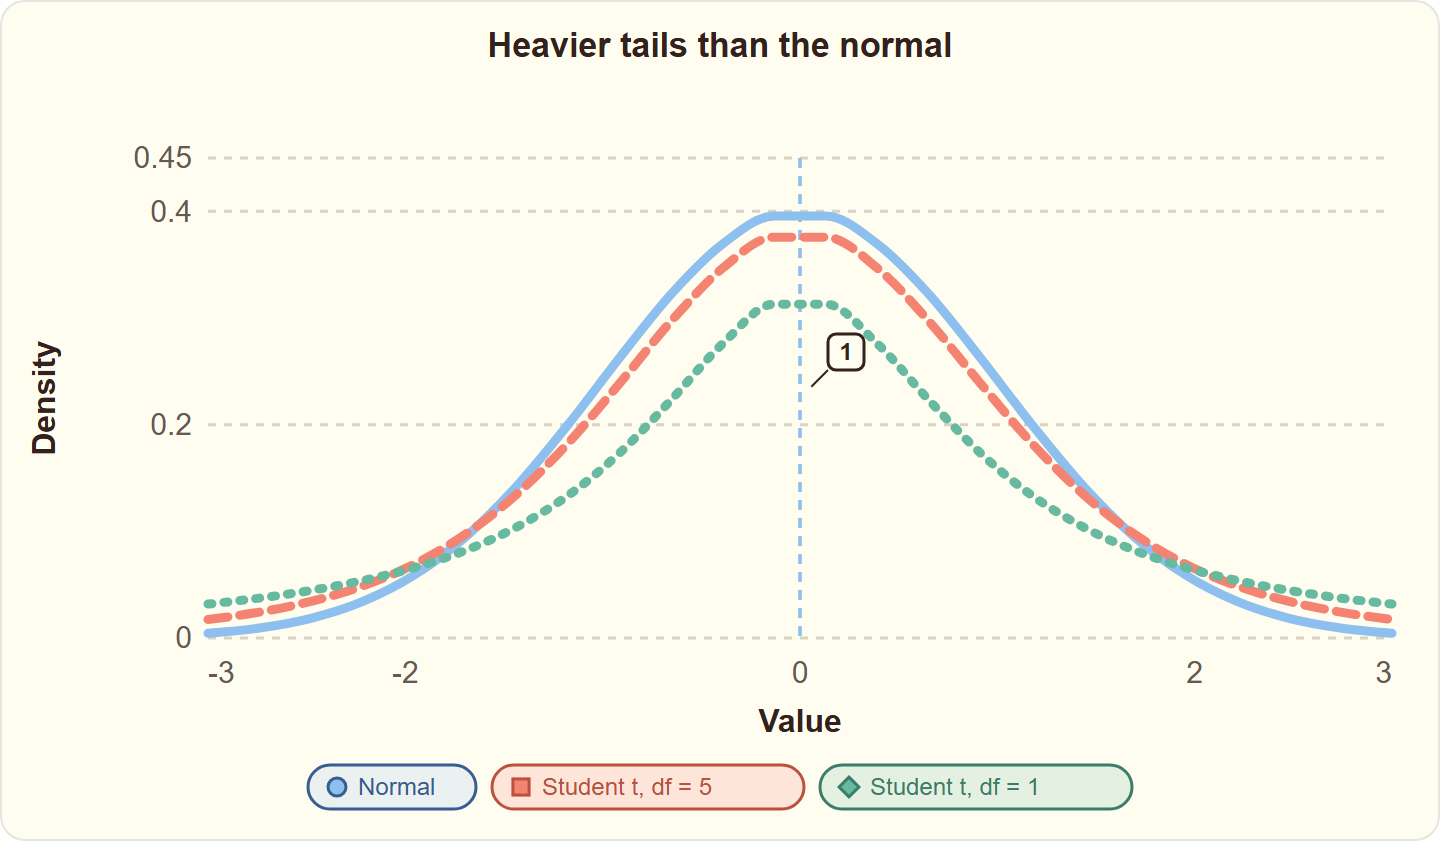 Heavier tails than the normal
0.45
0.4
0.2
0
Density
1
-3 -2 0 2 3
Value
Normal Student t, df = 5 Student t, df = 1